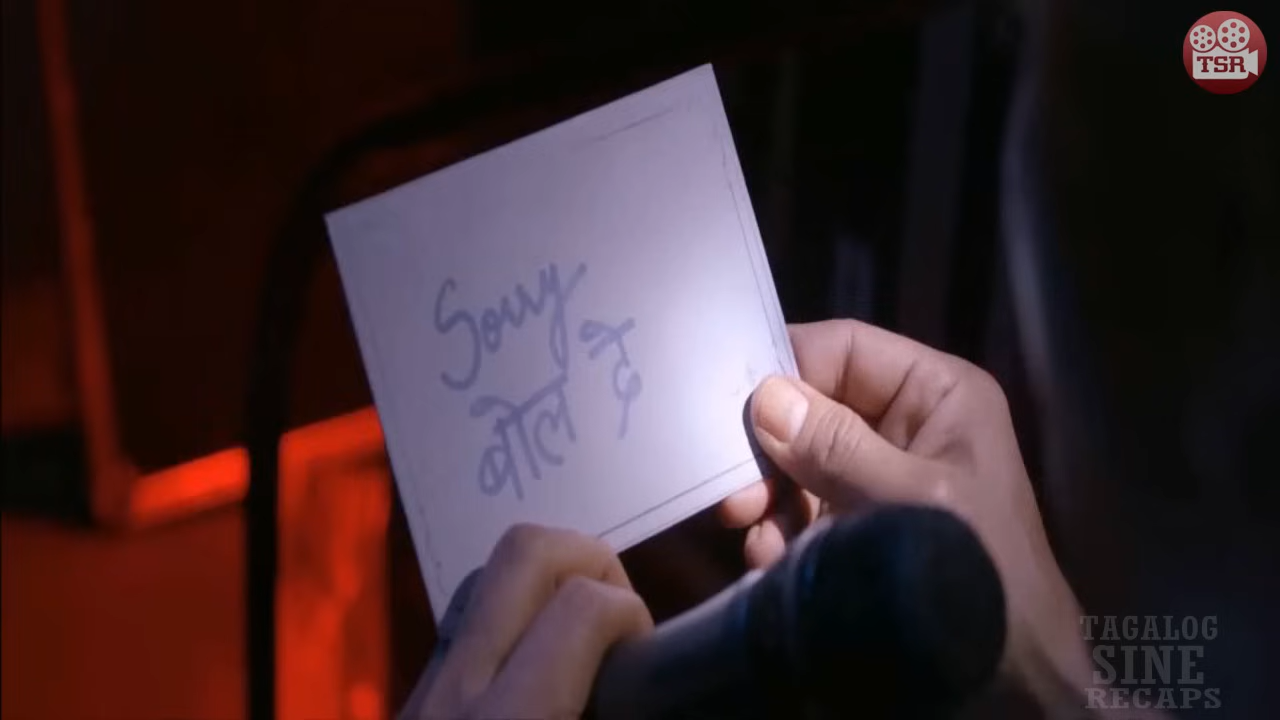 TSR
Sorry
बोल दे
TAGALOG
SINE
RECAPS